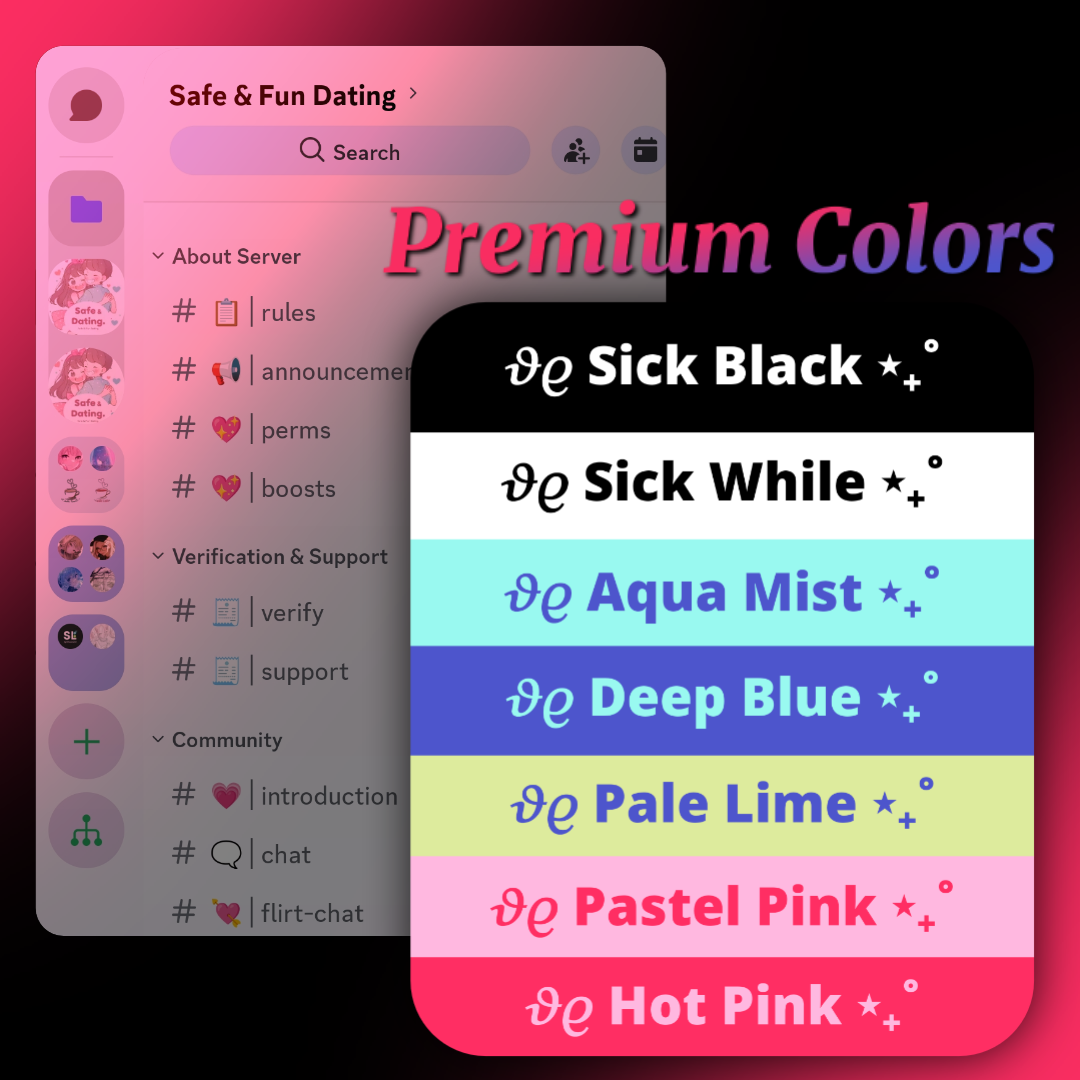 Safe & Fun Dating
Search
Premium Colors
About Server
# 📋 | rules
# 📢 | announcemen
# 💖 | perms
# 💖 | boosts
Verification & Support
# 🧾 | verify
# 🧾 | support
Community
# 💗 | introduction
# 🗨 | chat
# 💘 | flirt-chat
Safe &
Dating.
Safe &
Dating.
SL
ϑϱ Sick Black ⋆₊˚
ϑϱ Sick While ⋆₊˚
ϑϱ Aqua Mist ⋆₊˚
ϑϱ Deep Blue ⋆₊˚
ϑϱ Pale Lime ⋆₊˚
ϑϱ Pastel Pink ⋆₊˚
ϑϱ Hot Pink ⋆₊˚